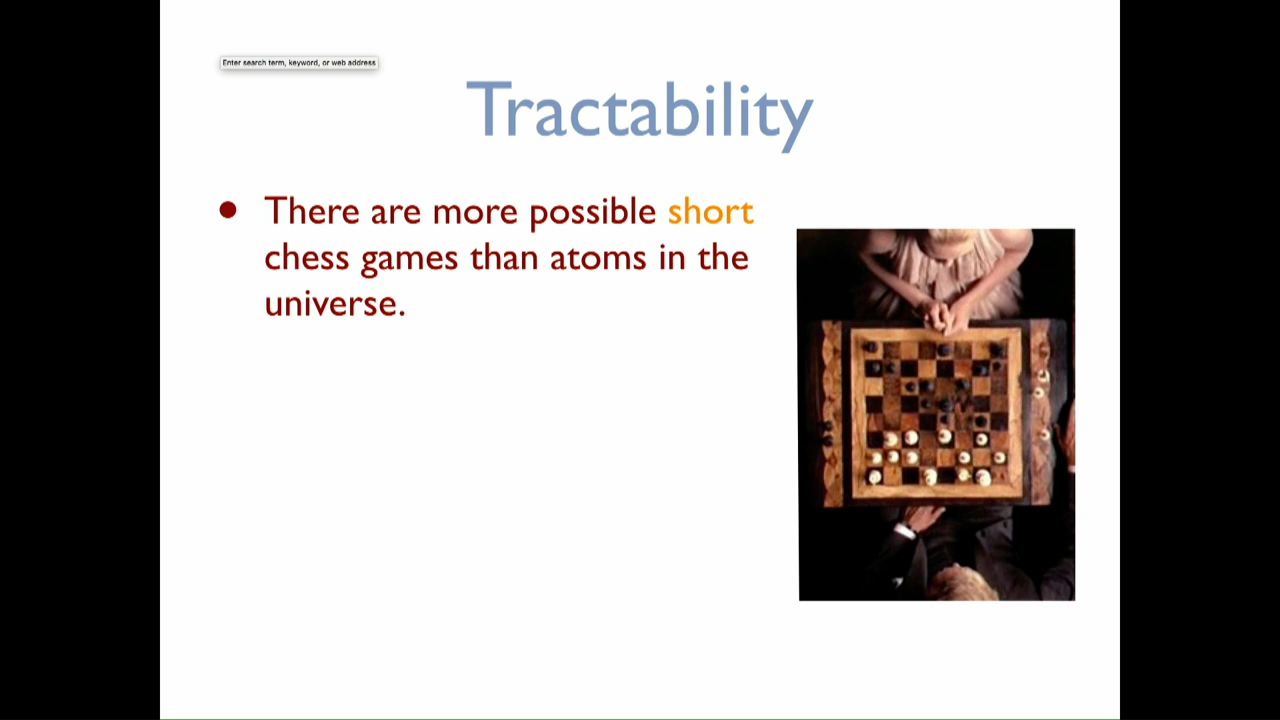 Enter search term, keyword, or web address
Tractability
• There are more possible short
chess games than atoms in the
universe.